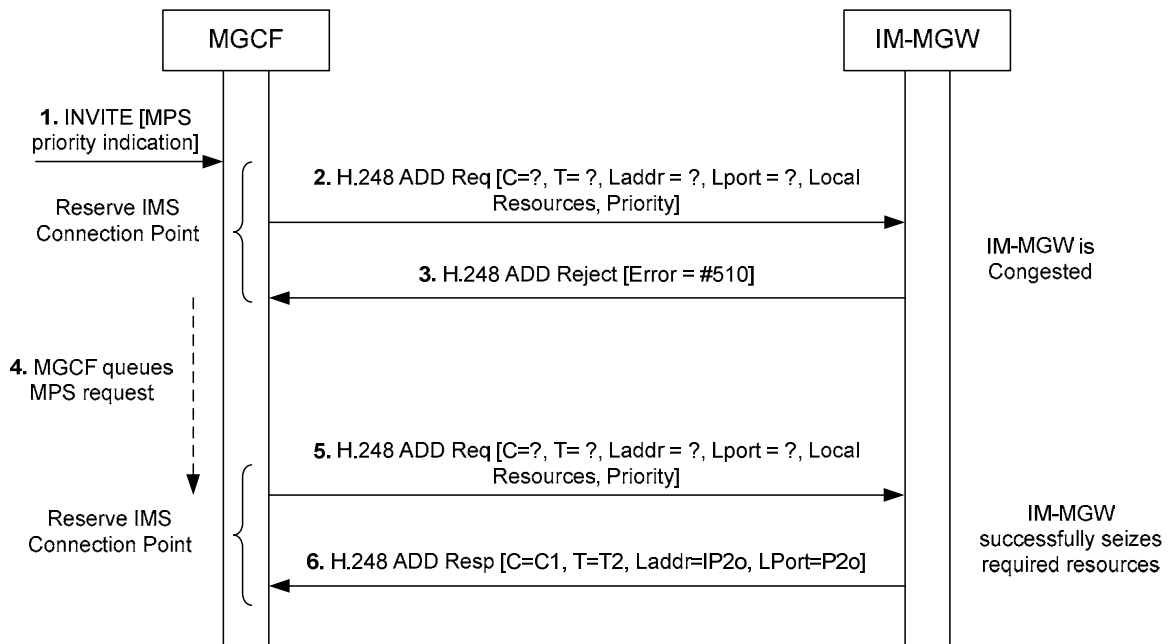 MGCF
IM-MGW
1. INVITE [MPS
priority indication]
2. H.248 ADD Req [C=?, T= ?, Laddr = ?, Lport = ?, Local
Resources, Priority]
Reserve IMS
Connection Point
IM-MGW is
Congested
3. H.248 ADD Reject [Error = #510]
4. MGCF queues
MPS request
5. H.248 ADD Req [C=?, T= ?, Laddr = ?, Lport = ?, Local
Resources, Priority]
Reserve IMS
Connection Point
IM-MGW
successfully seizes
required resources
6. H.248 ADD Resp [C=C1, T=T2, Laddr=IP2o, LPort=P2o]